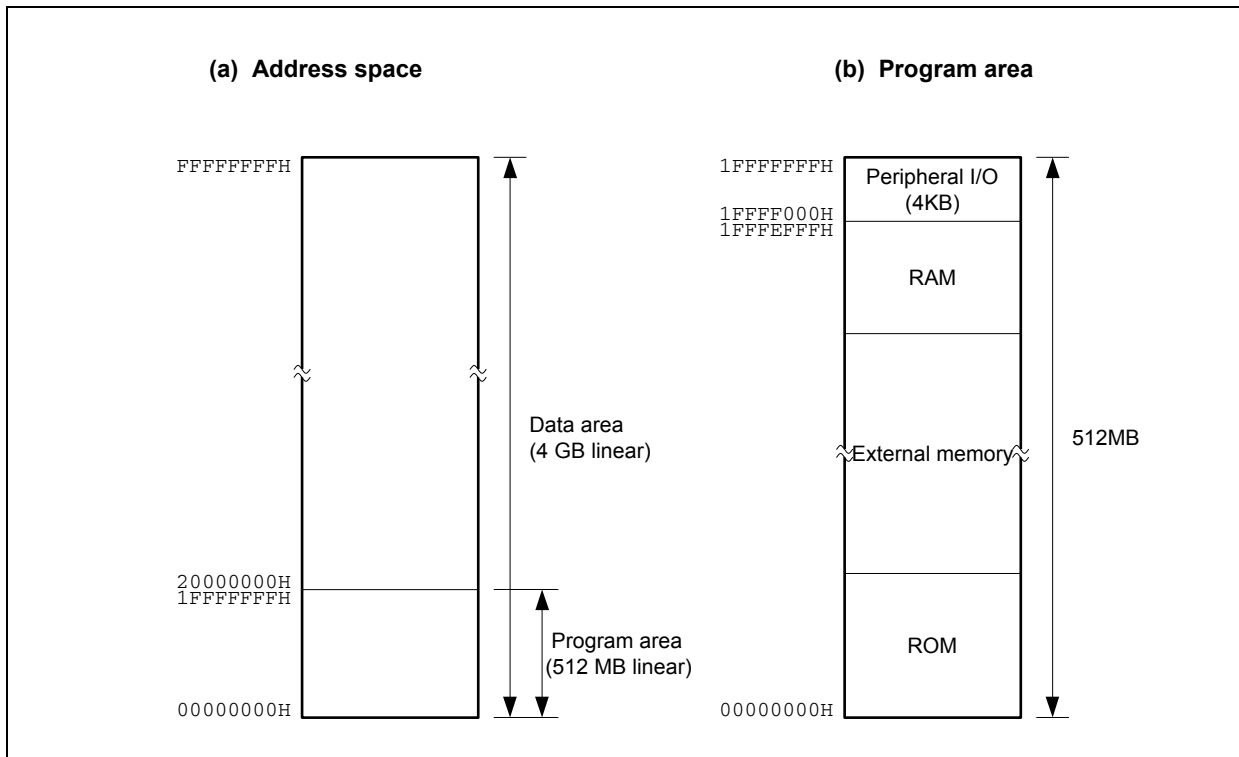 (a) Address space
FFFFFFFFH
Data area
(4 GB linear)
20000000H
1FFFFFFFH
Program area
(512 MB linear)
00000000H
(b) Program area
1FFFFFFFH
Peripheral I/O
(4KB)
1FFFF000H
1FFFEFFFH
RAM
External memory
512MB
ROM
00000000H